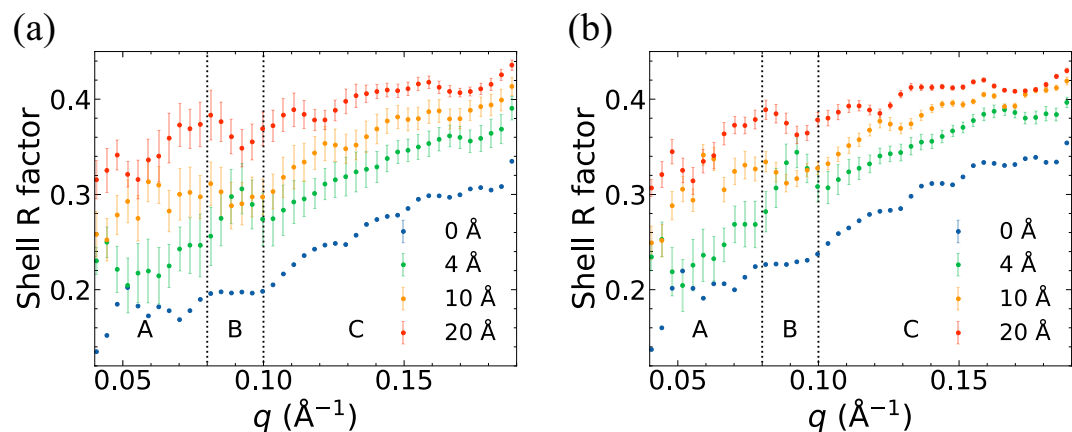 (a)
Shell R factor
0.4
0.3
0.2
A
B
C
0 Å
4 Å
10 Å
20 Å
0.05
0.10
0.15
q (Å⁻¹)
(b)
Shell R factor
0.4
0.3
0.2
A
B
C
0 Å
4 Å
10 Å
20 Å
0.05
0.10
0.15
q (Å⁻¹)